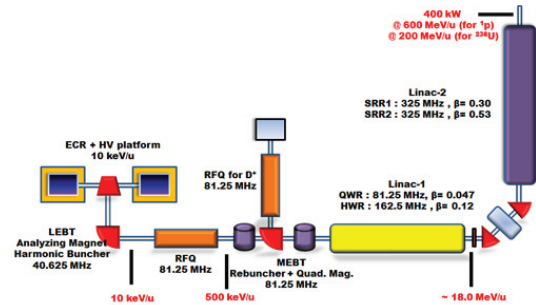 400 kW
@ 600 MeV/u (for ¹p)
@ 200 MeV/u (for ²³⁸U)
Linac-2
SRR1 : 325 MHz , β= 0.30
SRR2 : 325 MHz , β= 0.53
ECR + HV platform
10 keV/u
RFQ for D⁺
81.25 MHz
Linac-1
QWR : 81.25 MHz, β= 0.047
HWR : 162.5 MHz , β= 0.12
LEBT
Analyzing Magnet
Harmonic Buncher
40.625 MHz
RFQ
81.25 MHz
MEBT
Rebuncher + Quad. Mag.
81.25 MHz
10 keV/u
500 keV/u
~ 18.0 MeV/u